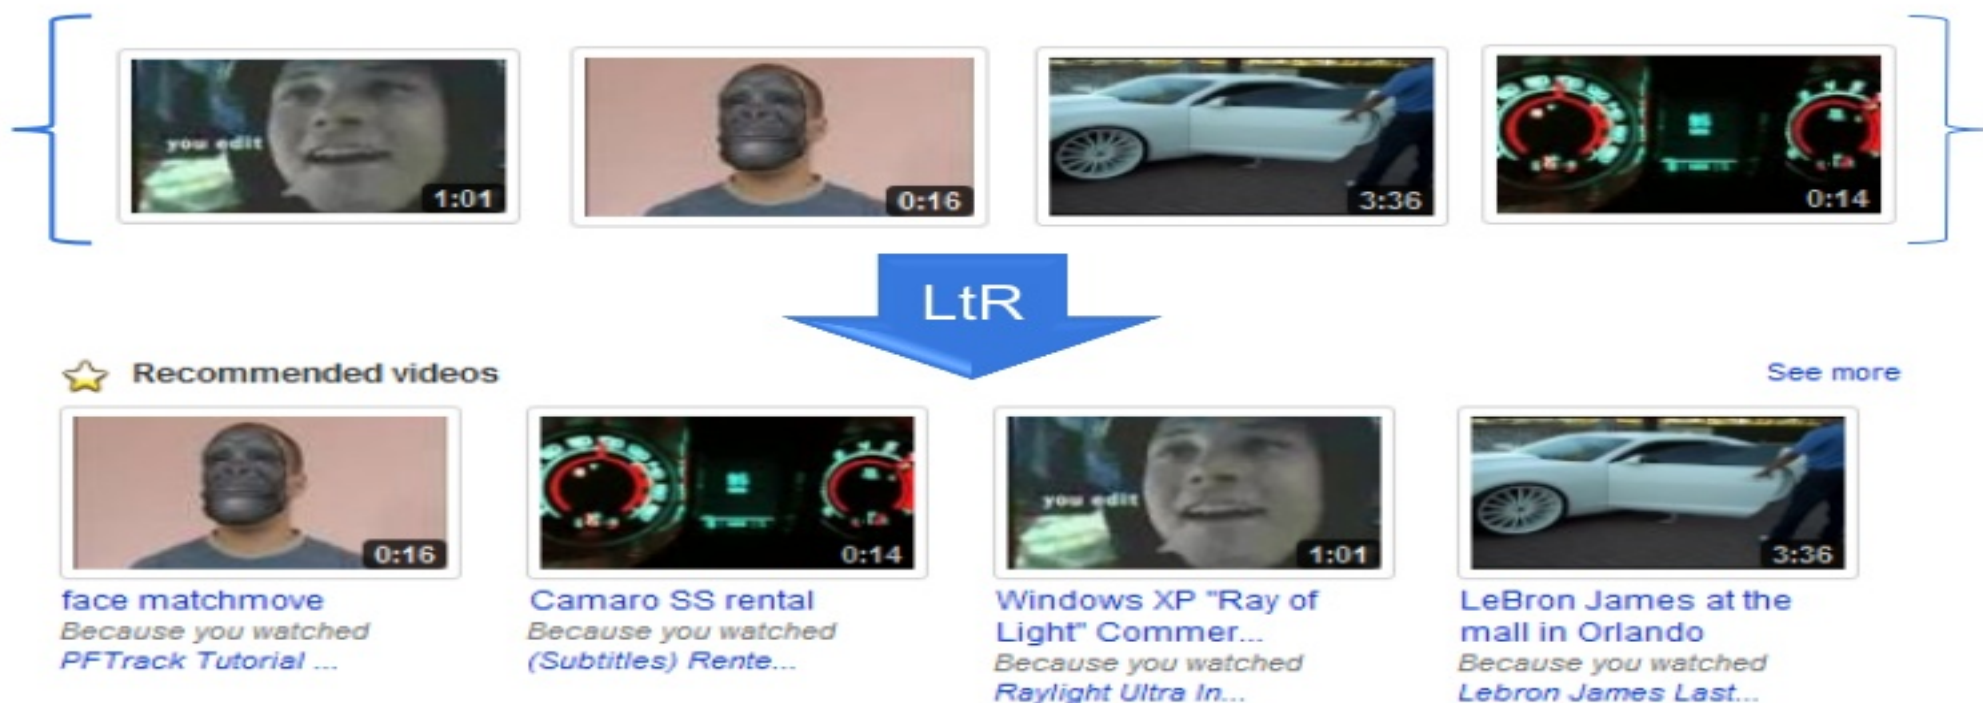 you edit
1:01
0:16
3:36
0:14
LtR
Recommended videos
See more
0:16
0:14
you edit
1:01
3:36
face matchmove
Because you watched
PFTrack Tutorial ...
Camaro SS rental
Because you watched
(Subtitles) Rente...
Windows XP "Ray of
Light" Commer...
Because you watched
Raylight Ultra In...
LeBron James at the
mall in Orlando
Because you watched
Lebron James Last...